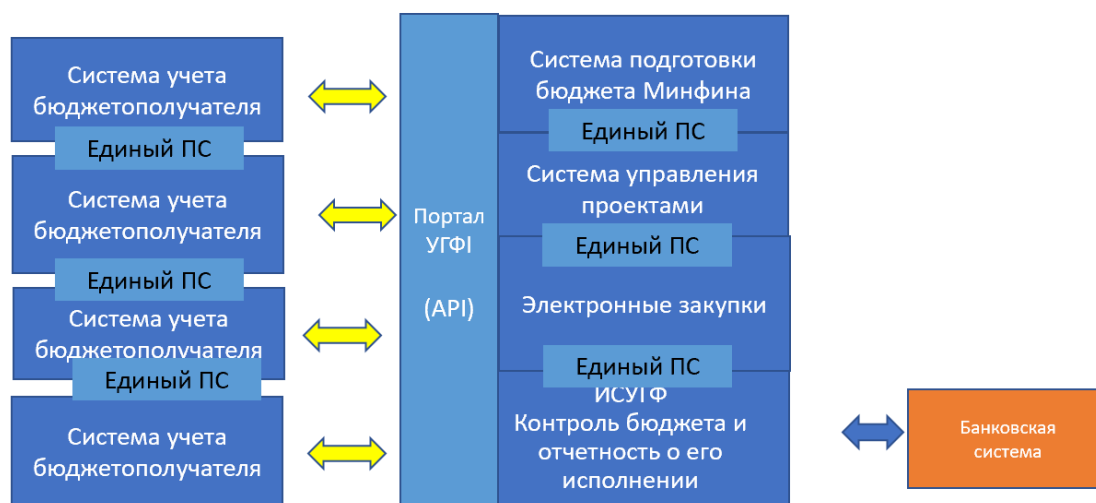 Система учета
бюджетополучателя
Единый ПС
Система учета
бюджетополучателя
Единый ПС
Система учета
бюджетополучателя
Единый ПС
Система учета
бюджетополучателя
Портал
УГФІ
(API)
Система подготовки
бюджета Минфина
Единый ПС
Система управления
проектами
Единый ПС
Электронные закупки
Единый ПС
ИСУГФ
Контроль бюджета и
отчетность о его
исполнении
Банковская
система